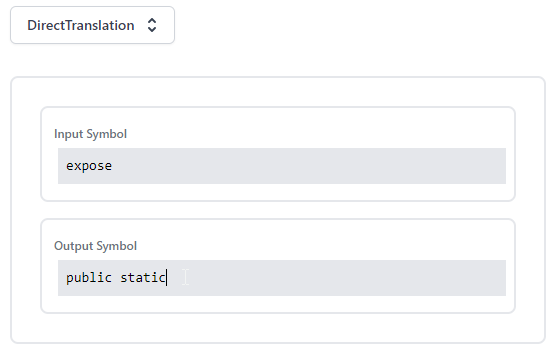 DirectTranslation
Input Symbol
expose
Output Symbol
public static